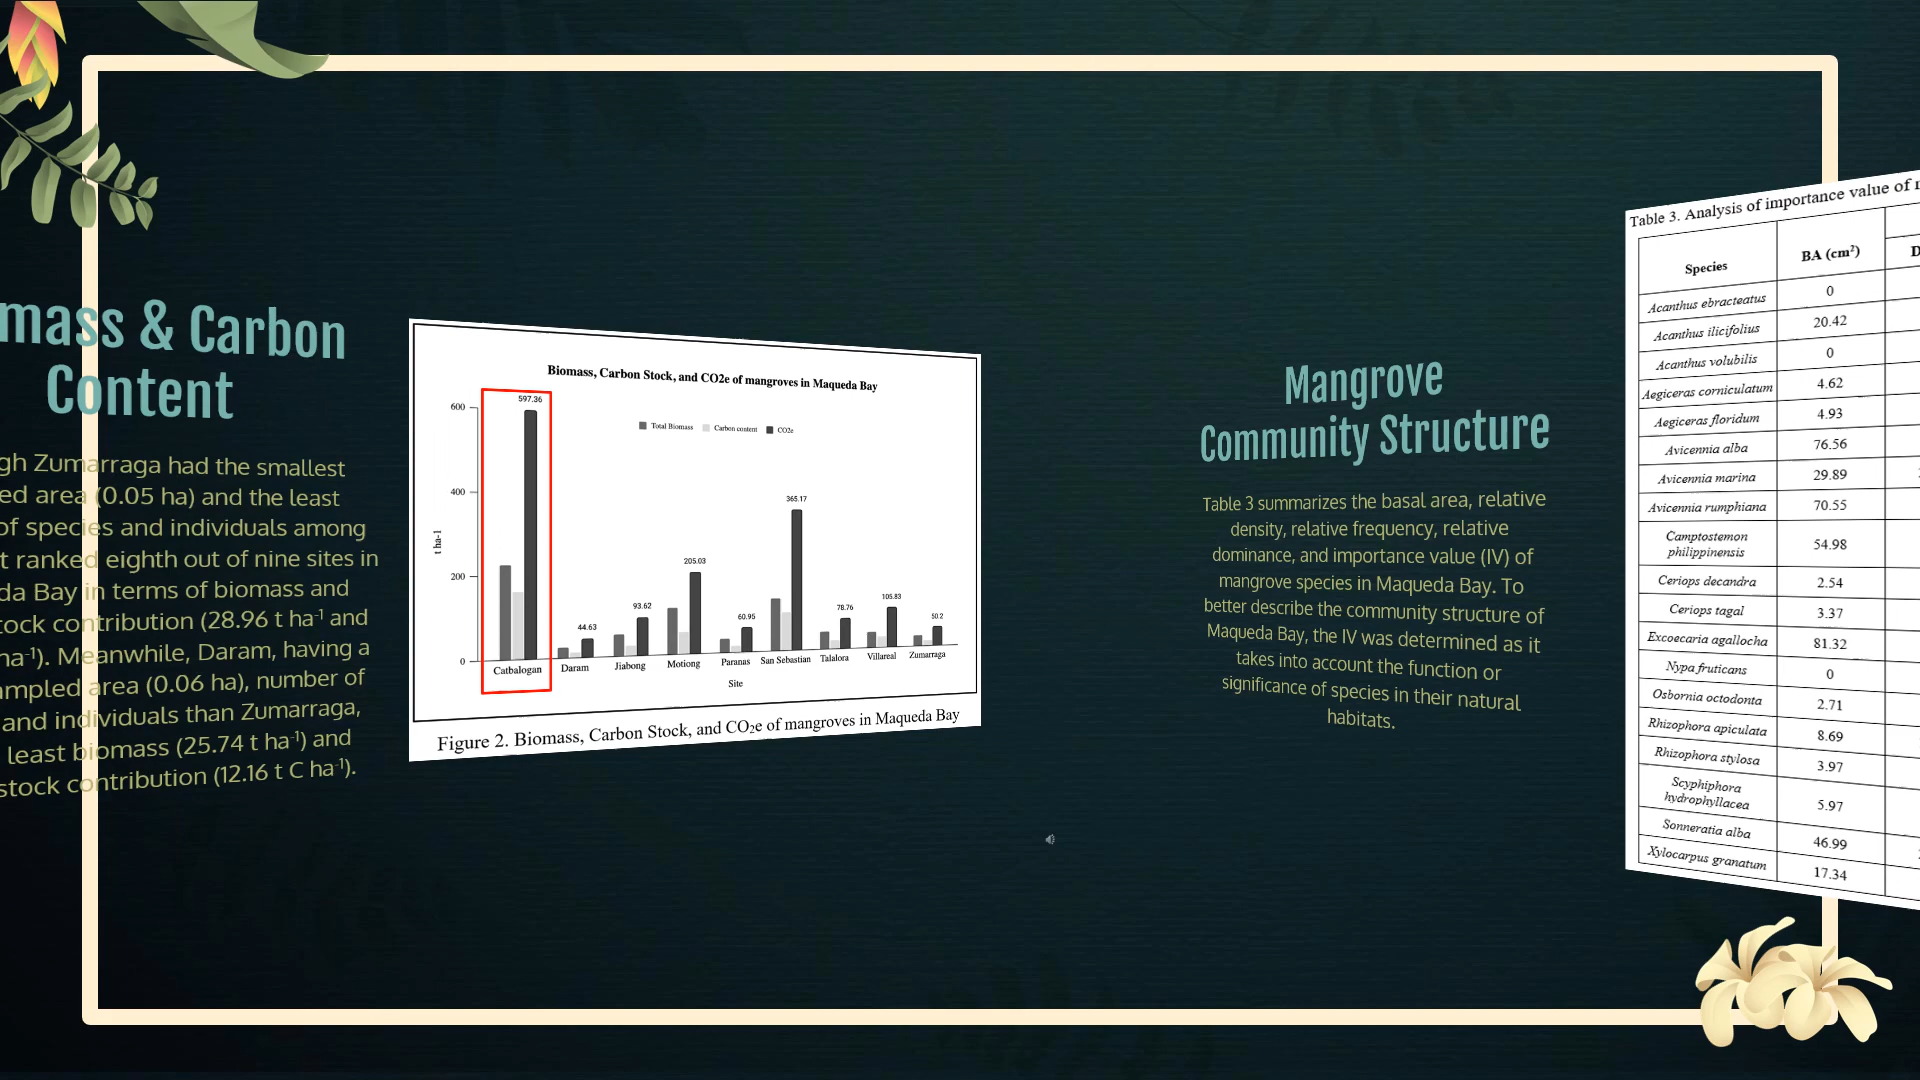 mass & Carbon
Content
gh Zumarraga had the smallest
ed area (0.05 ha) and the least
of species and individuals among
t ranked eighth out of nine sites in
da Bay in terms of biomass and
tock contribution (28.96 t ha⁻¹ and
ha⁻¹). Meanwhile, Daram, having a
mpled area (0.06 ha), number of
and individuals than Zumarraga,
least biomass (25.74 t ha⁻¹) and
stock contribution (12.16 t C ha⁻¹).
Biomass, Carbon Stock, and CO2e of mangroves in Maqueda Bay
Total Biomass Carbon content CO2e
t ha-1
600
400
200
0
597.36
44.63
93.62
205.03
60.95
365.17
78.76
105.83
50.2
Catbalogan Daram Jiabong Motiong Paranas San Sebastian Talalora Villareal Zumarraga
Site
Figure 2. Biomass, Carbon Stock, and CO₂e of mangroves in Maqueda Bay
Mangrove
Community Structure
Table 3 summarizes the basal area, relative
density, relative frequency, relative
dominance, and importance value (IV) of
mangrove species in Maqueda Bay. To
better describe the community structure of
Maqueda Bay, the IV was determined as it
takes into account the function or
significance of species in their natural
habitats.
Table 3. Analysis of importance value of
Species BA (cm²) D
Acanthus ebracteatus 0
Acanthus ilicifolius 20.42
Acanthus volubilis 0
Aegiceras corniculatum 4.62
Aegiceras floridum 4.93
Avicennia alba 76.56
Avicennia marina 29.89
Avicennia rumphiana 70.55
Camptostemon
philippinensis 54.98
Ceriops decandra 2.54
Ceriops tagal 3.37
Excoecaria agallocha 81.32
Nypa fruticans 0
Osbornia octodonta 2.71
Rhizophora apiculata 8.69
Rhizophora stylosa 3.97
Scyphiphora
hydrophyllacea 5.97
Sonneratia alba 46.99
Xylocarpus granatum 17.34